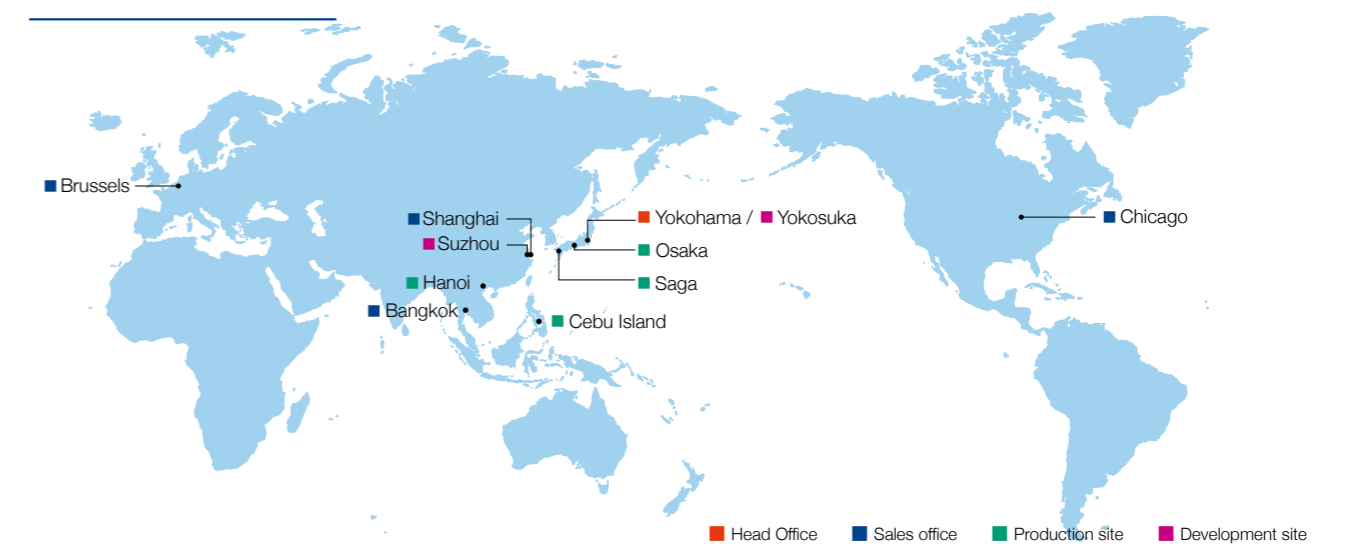 Brussels
Shanghai
Suzhou
Hanoi
Bangkok
Yokohama / Yokosuka
Osaka
Saga
Cebu Island
Chicago
Head Office Sales office Production site Development site